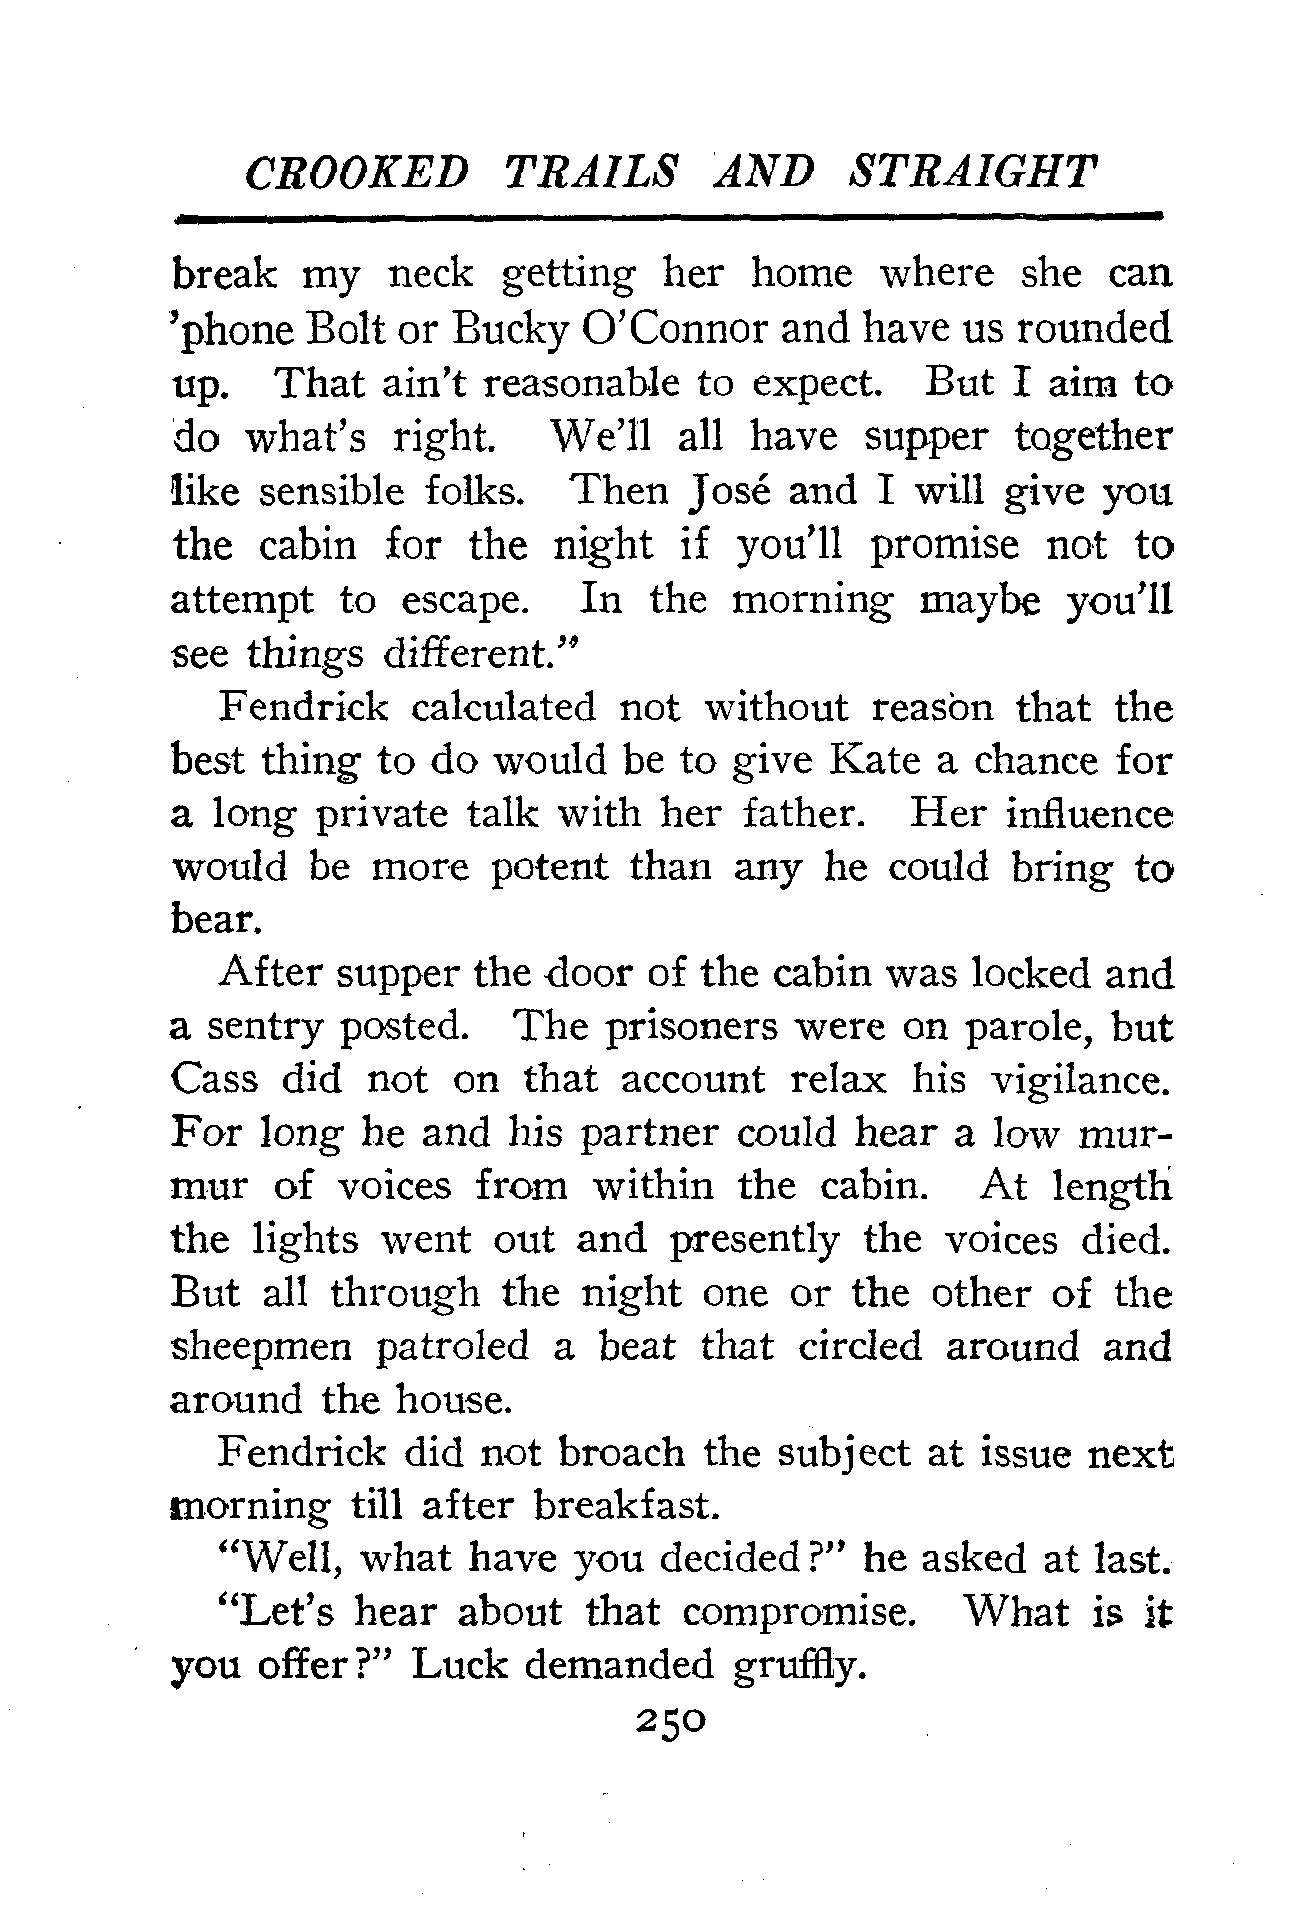 CROOKED TRAILS AND STRAIGHT
break my neck getting her home where she can
'phone Bolt or Bucky O'Connor and have us rounded
up. That ain't reasonable to expect. But I aim to
do what's right. We'll all have supper together
like sensible folks. Then José and I will give you
the cabin for the night if you'll promise not to
attempt to escape. In the morning maybe you'll
see things different."
Fendrick calculated not without reason that the
best thing to do would be to give Kate a chance for
a long private talk with her father. Her influence
would be more potent than any he could bring to
bear.
After supper the door of the cabin was locked and
a sentry posted. The prisoners were on parole, but
Cass did not on that account relax his vigilance.
For long he and his partner could hear a low mur-
mur of voices from within the cabin. At length
the lights went out and presently the voices died.
But all through the night one or the other of the
sheepmen patroled a beat that circled around and
around the house.
Fendrick did not broach the subject at issue next
morning till after breakfast.
"Well, what have you decided?" he asked at last.
"Let's hear about that compromise. What is it
you offer?" Luck demanded gruffly.
250